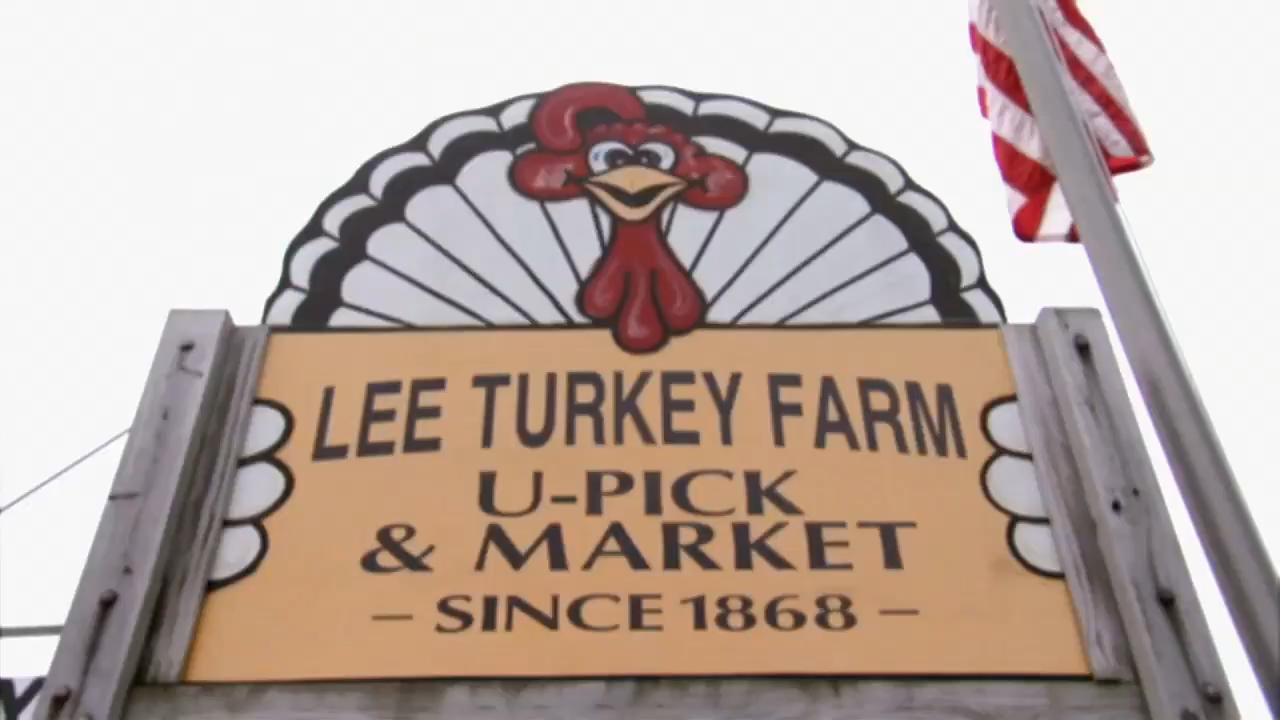 LEE TURKEY FARM
U-PICK
& MARKET
– SINCE 1868 –